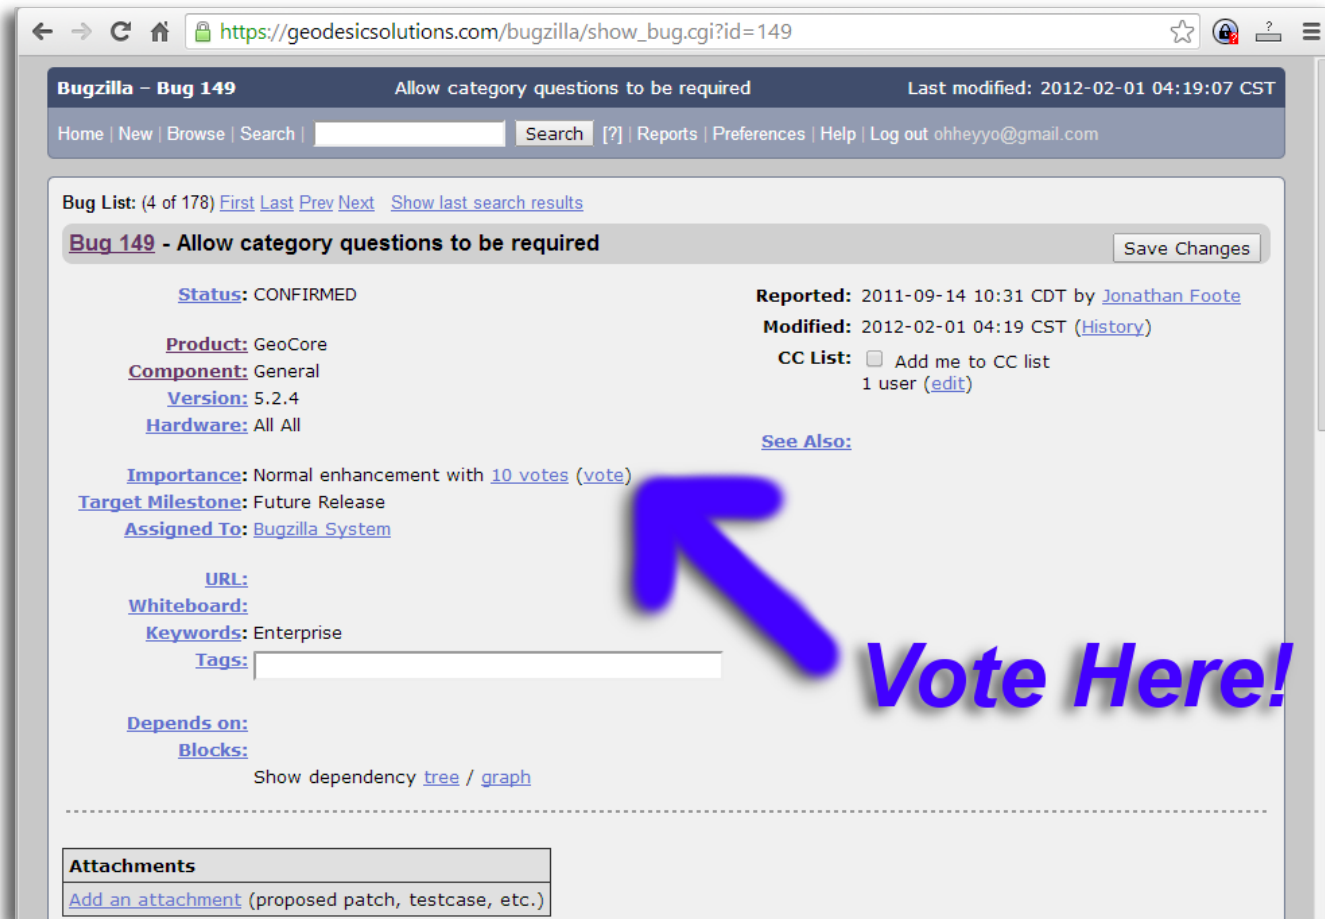 https://geodesicsolutions.com/bugzilla/show_bug.cgi?id=149
Bugzilla – Bug 149 Allow category questions to be required Last modified: 2012-02-01 04:19:07 CST
Home | New | Browse | Search | Search [?] | Reports | Preferences | Help | Log out ohheyyo@gmail.com
Bug List: (4 of 178) First Last Prev Next Show last search results
Bug 149 - Allow category questions to be required Save Changes
Status: CONFIRMED Reported: 2011-09-14 10:31 CDT by Jonathan Foote
Modified: 2012-02-01 04:19 CST (History)
Product: GeoCore CC List: Add me to CC list
Component: General 1 user (edit)
Version: 5.2.4
Hardware: All All
See Also:
Importance: Normal enhancement with 10 votes (vote)
Target Milestone: Future Release
Assigned To: Bugzilla System
URL:
Whiteboard:
Keywords: Enterprise
Tags:
Vote Here!
Depends on:
Blocks:
Show dependency tree / graph
Attachments
Add an attachment (proposed patch, testcase, etc.)